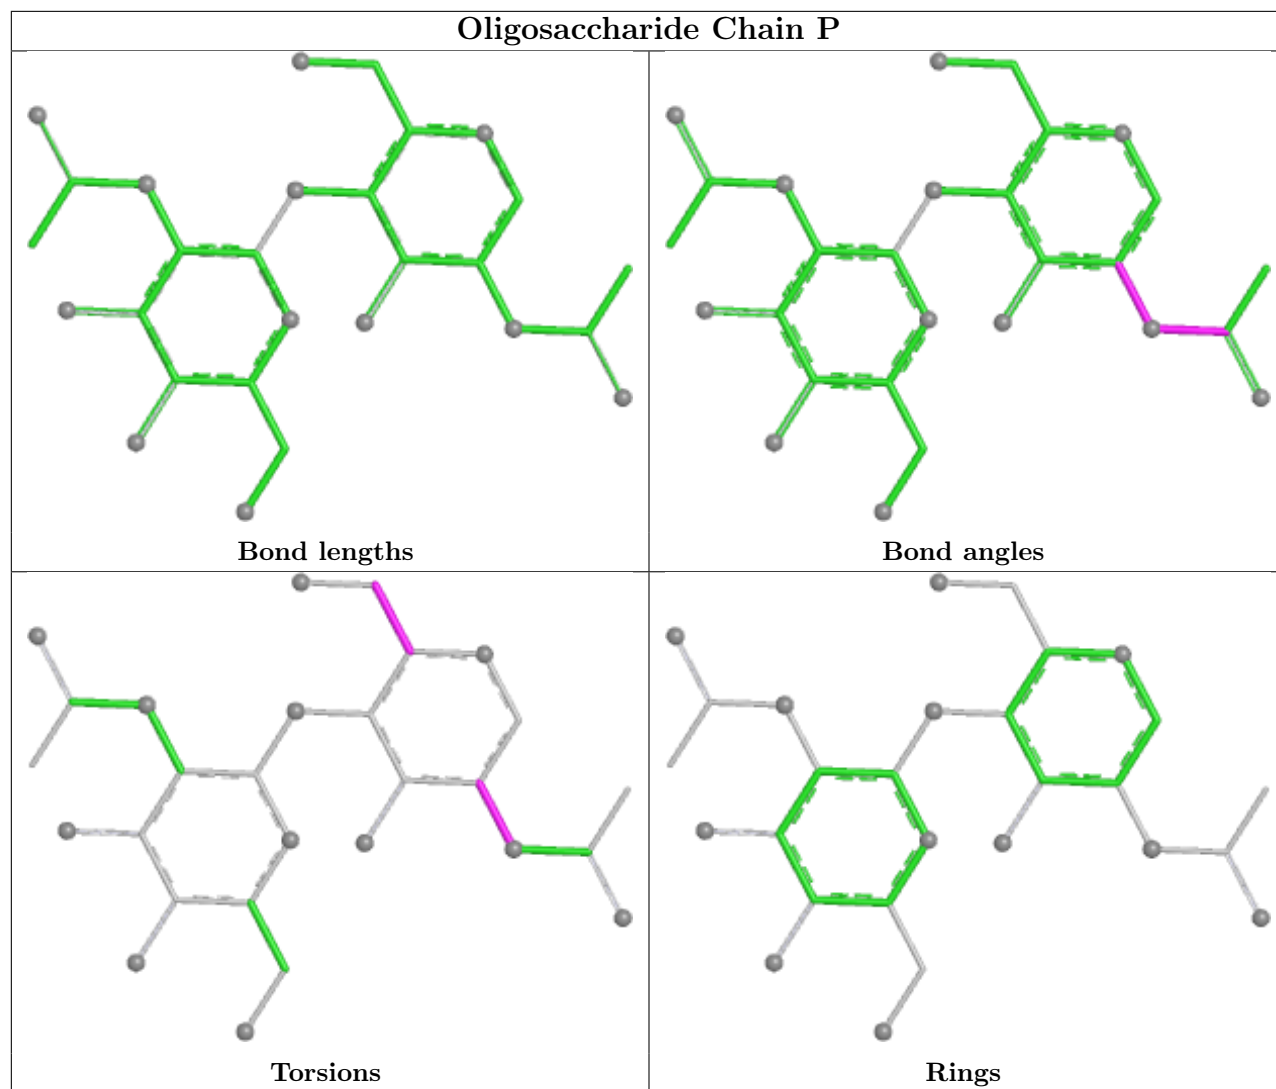 Oligosaccharide Chain P
Bond lengths
Bond angles
Torsions
Rings